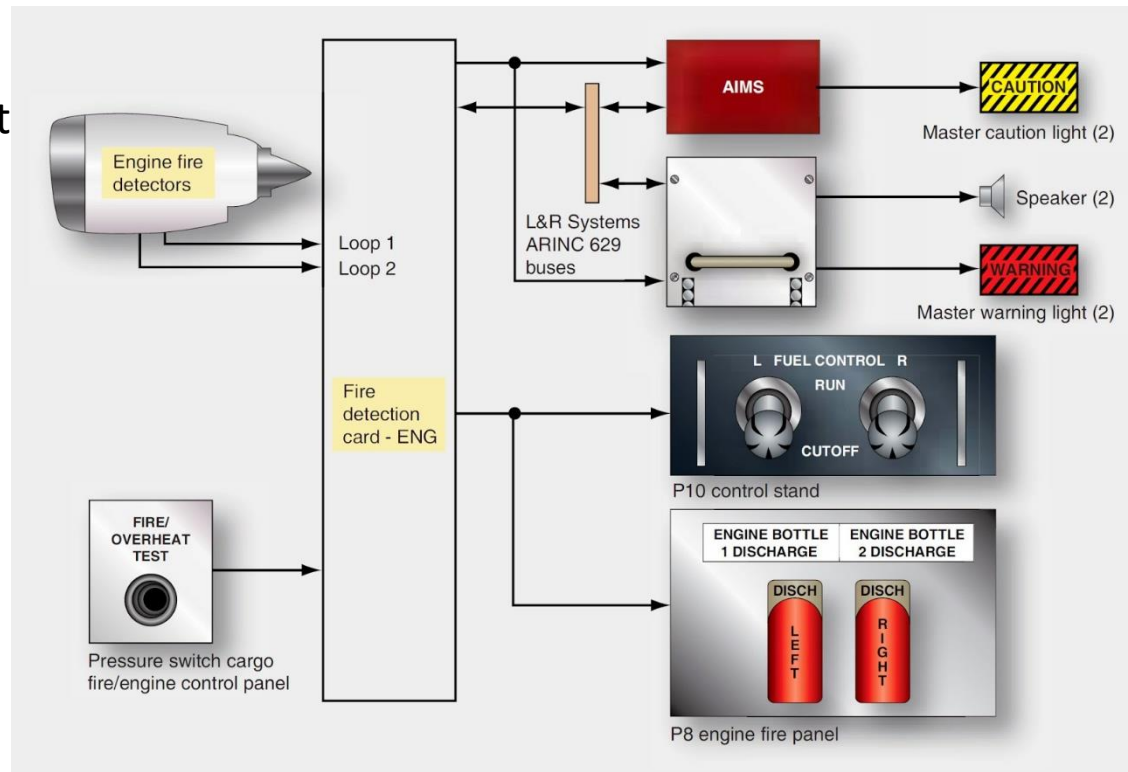 t
Engine fire
detectors
Loop 1
Loop 2
Fire
detection
card - ENG
FIRE/
OVERHEAT
TEST
Pressure switch cargo
fire/engine control panel
L&R Systems
ARINC 629
buses
AIMS
CAUTION
Master caution light (2)
Speaker (2)
WARNING
Master warning light (2)
L FUEL CONTROL R
RUN
CUTOFF
P10 control stand
ENGINE BOTTLE
1 DISCHARGE
ENGINE BOTTLE
2 DISCHARGE
DISCH
LEFT
DISCH
RIGHT
P8 engine fire panel